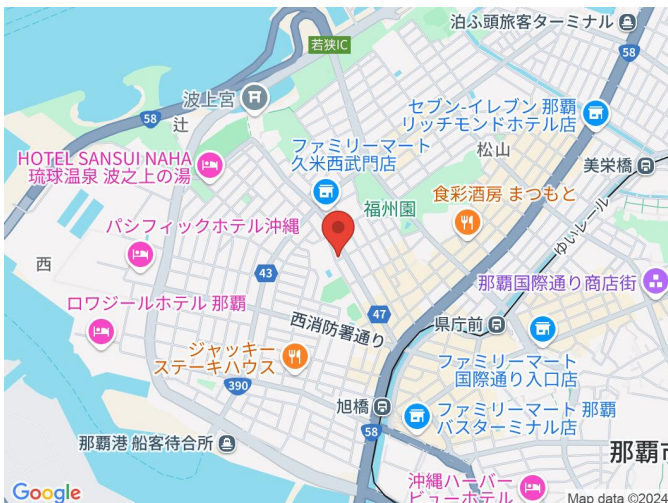 泊ふ頭旅客ターミナル
58
若狭IC
波上宮
58
辻
セブン-イレブン 那覇
リッチモンドホテル店
ファミリーマート
久米西武門店
松山
美栄橋
HOTEL SANSUI NAHA
琉球温泉 波之上の湯
福州園
食彩酒房 まつもと
ゆいレール
パシフィックホテル沖縄
西
43
那覇国際通り商店街
ロワジールホテル 那覇
47
西消防署通り
県庁前
ジャッキー
ステーキハウス
ファミリーマート
国際通り入口店
390
旭橋
58
ファミリーマート 那覇
バスターミナル店
那覇港 船客待合所
那覇市
沖縄ハーバー
ビューホテル
Google
Map data ©2024